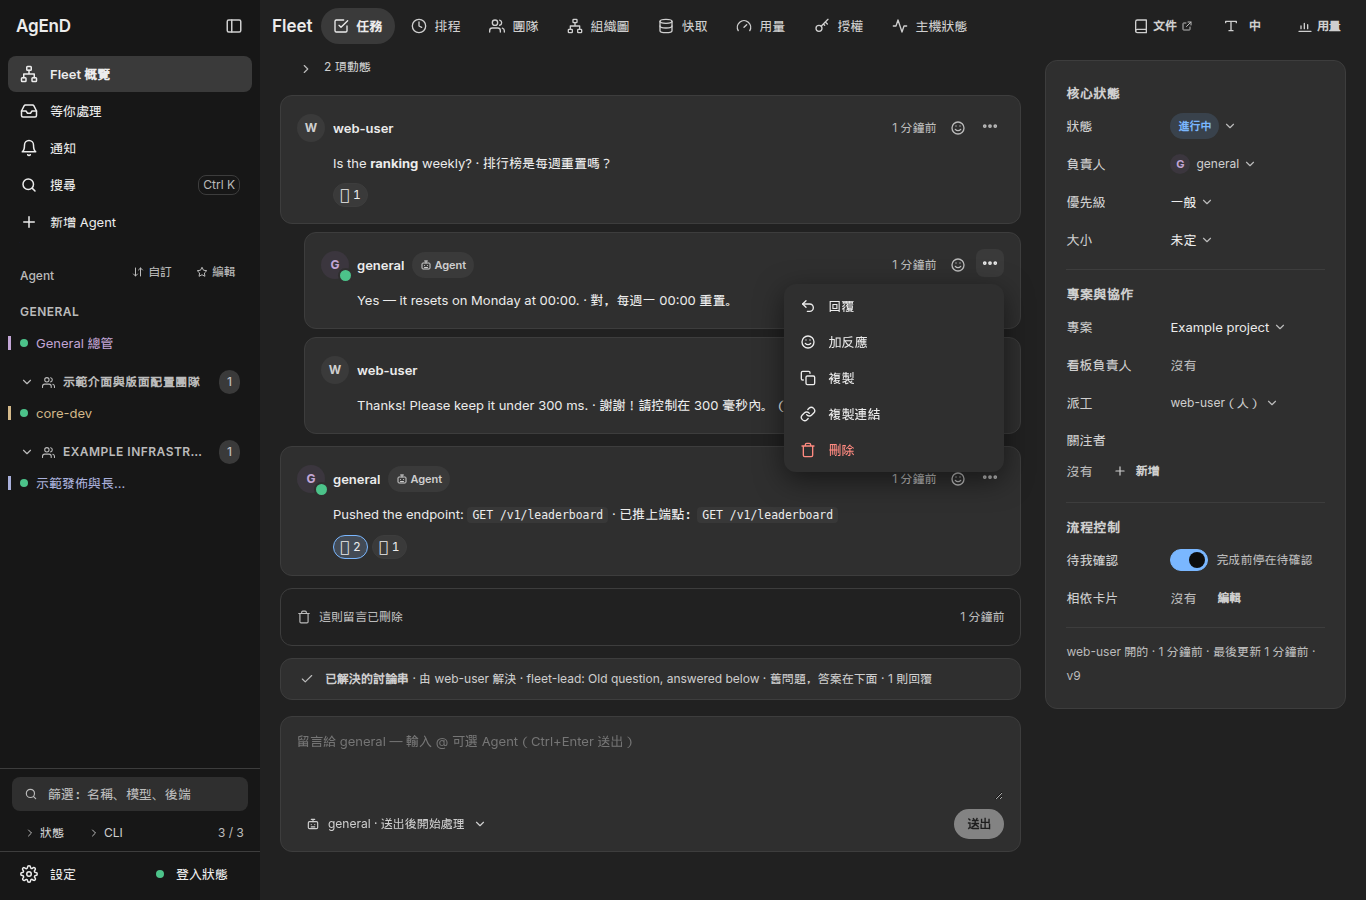 AgEnD
Fleet 概覽
等你處理
通知
搜尋 Ctrl K
新增 Agent
Agent 自訂 編輯
GENERAL
General 總管
示範介面與版面配置團隊 1
core-dev
EXAMPLE INFRASTR... 1
示範發佈與長...
篩選：名稱、模型、後端
狀態 CLI 3 / 3
設定 登入狀態
Fleet 任務 排程 團隊 組織圖 快取 用量 授權 主機狀態 文件 中 用量
2 項動態
W web-user 1 分鐘前
Is the ranking weekly? · 排行榜是每週重置嗎？
1
G general Agent 1 分鐘前
Yes — it resets on Monday at 00:00. · 對，每週一 00:00 重置。
回覆
加反應
複製
複製連結
刪除
W web-user
Thanks! Please keep it under 300 ms. · 謝謝！請控制在 300 毫秒內。（
G general Agent 1 分鐘前
Pushed the endpoint: GET /v1/leaderboard · 已推上端點： GET /v1/leaderboard
2 1
這則留言已刪除 1 分鐘前
已解決的討論串 · 由 web-user 解決 · fleet-lead: Old question, answered below · 舊問題，答案在下面 · 1 則回覆
留言給 general — 輸入 @ 可選 Agent（Ctrl+Enter 送出）
general · 送出後開始處理 送出
核心狀態
狀態 進行中
負責人 G general
優先級 一般
大小 未定
專案與協作
專案 Example project
看板負責人 沒有
派工 web-user（人）
關注者
沒有 新增
流程控制
待我確認 完成前停在待確認
相依卡片 沒有 編輯
web-user 開的 · 1 分鐘前 · 最後更新 1 分鐘前 ·
v9